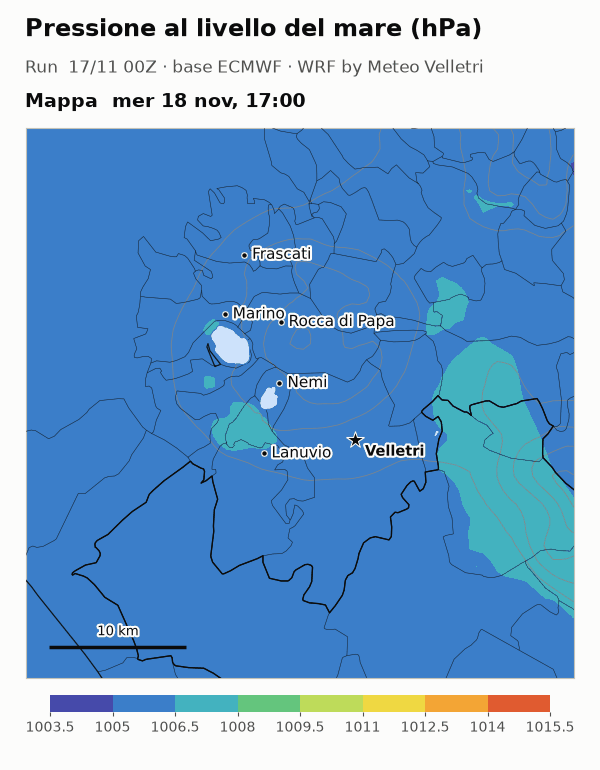 Pressione al livello del mare (hPa)
Run  17/11 00Z · base ECMWF · WRF by Meteo Velletri
Mappa  mer 18 nov, 17:00
Frascati
Marino
Rocca di Papa
Nemi
Velletri
Lanuvio
10 km
1003.5 1005 1006.5 1008 1009.5 1011 1012.5 1014 1015.5